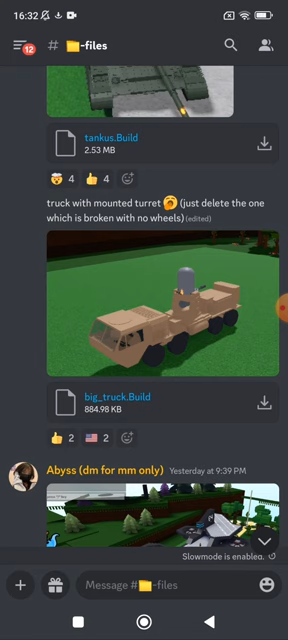 16:32
12
# 📁-files
tankus.Build
2.53 MB
🤯 4 👍 4
truck with mounted turret 🥱 (just delete the one
which is broken with no wheels) (edited)
big_truck.Build
884.98 KB
👍 2 🇺🇸 2
Abyss (dm for mm only) Yesterday at 9:39 PM
Slowmode is enabled.
Message #📁-files